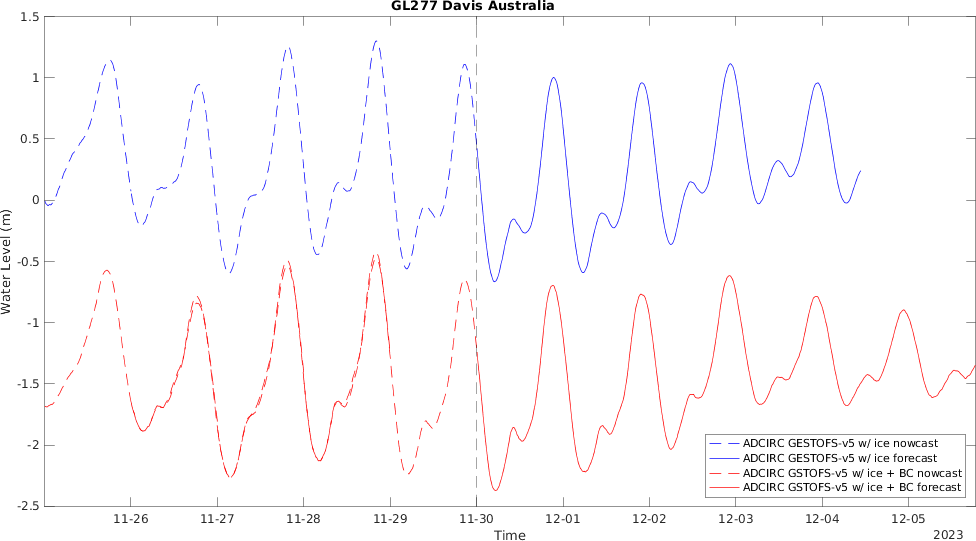 GL277 Davis Australia
1.5
1
0.5
0
-0.5
-1
-1.5
-2
-2.5
Water Level (m)
ADCIRC GESTOFS-v5 w/ ice nowcast
ADCIRC GESTOFS-v5 w/ ice forecast
ADCIRC GSTOFS-v5 w/ ice + BC nowcast
ADCIRC GSTOFS-v5 w/ ice + BC forecast
11-26 11-27 11-28 11-29 11-30 12-01 12-02 12-03 12-04 12-05
Time
2023